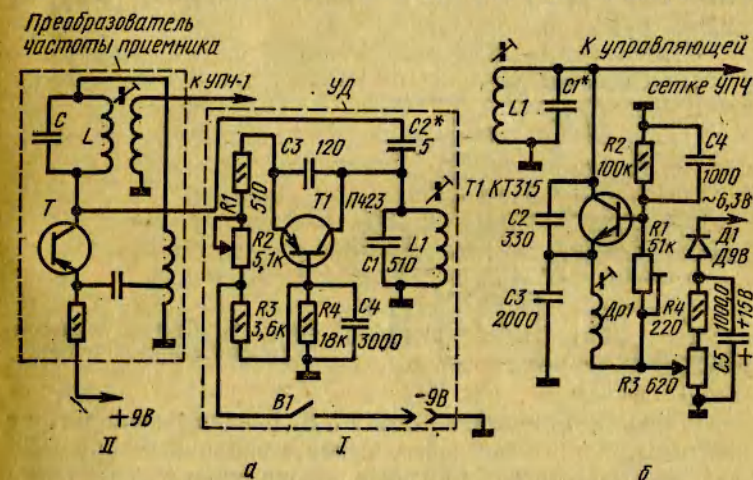 Преобразователь
частоты приемника
к УПЧ-1
C
L
T
+9В
II
УД
C3
120
C2*
5
R1
510
T1
П423
R2
5,1к
C1
510
L1
R3
3,6к
R4
18к
C4
3000
B1
-9В
I
а
К управляющей
сетке УПЧ
L1
C1*
R2
100к
C4
1000
T1 КТ315
~6,3В
C2
330
R1
51к
Д1
Д9В
C3
2000
Др1
R4
220
1000,0
+15В
C5
+
R3 620
б